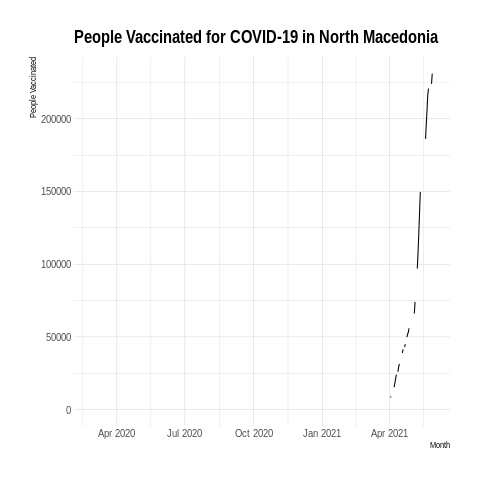 People Vaccinated for COVID-19 in North Macedonia
People Vaccinated
200000
150000
100000
50000
0
Apr 2020 Jul 2020 Oct 2020 Jan 2021 Apr 2021
Month